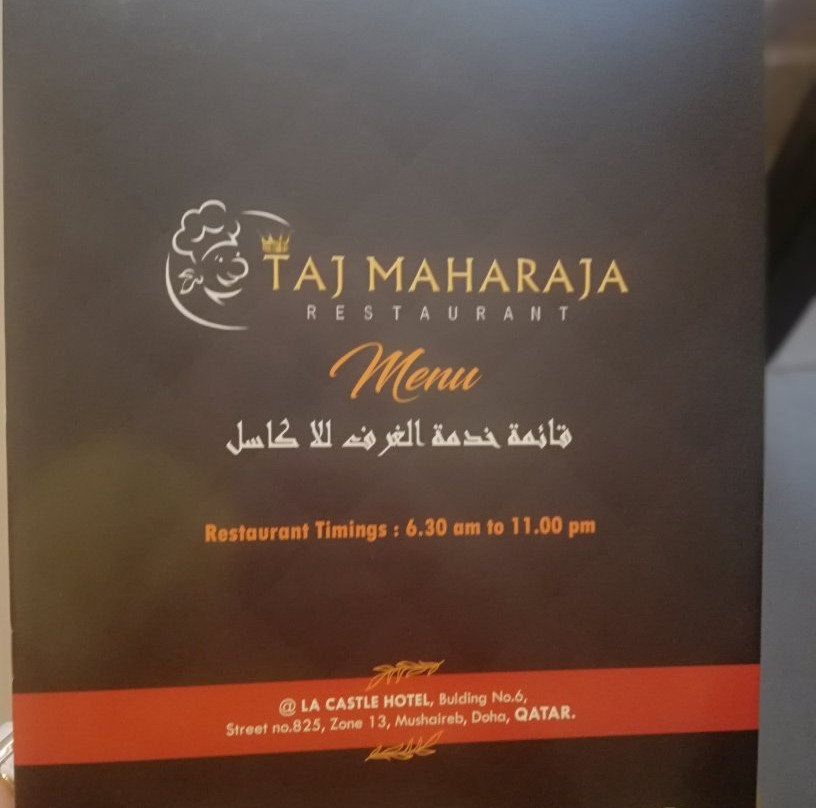 TAJ MAHARAJA
RESTAURANT
Menu
قائمة خدمة الغرف للا كاسل
Restaurant Timings : 6.30 am to 11.00 pm
@ LA CASTLE HOTEL, Bulding No.6,
Street no.825, Zone 13, Mushaireb, Doha, QATAR.